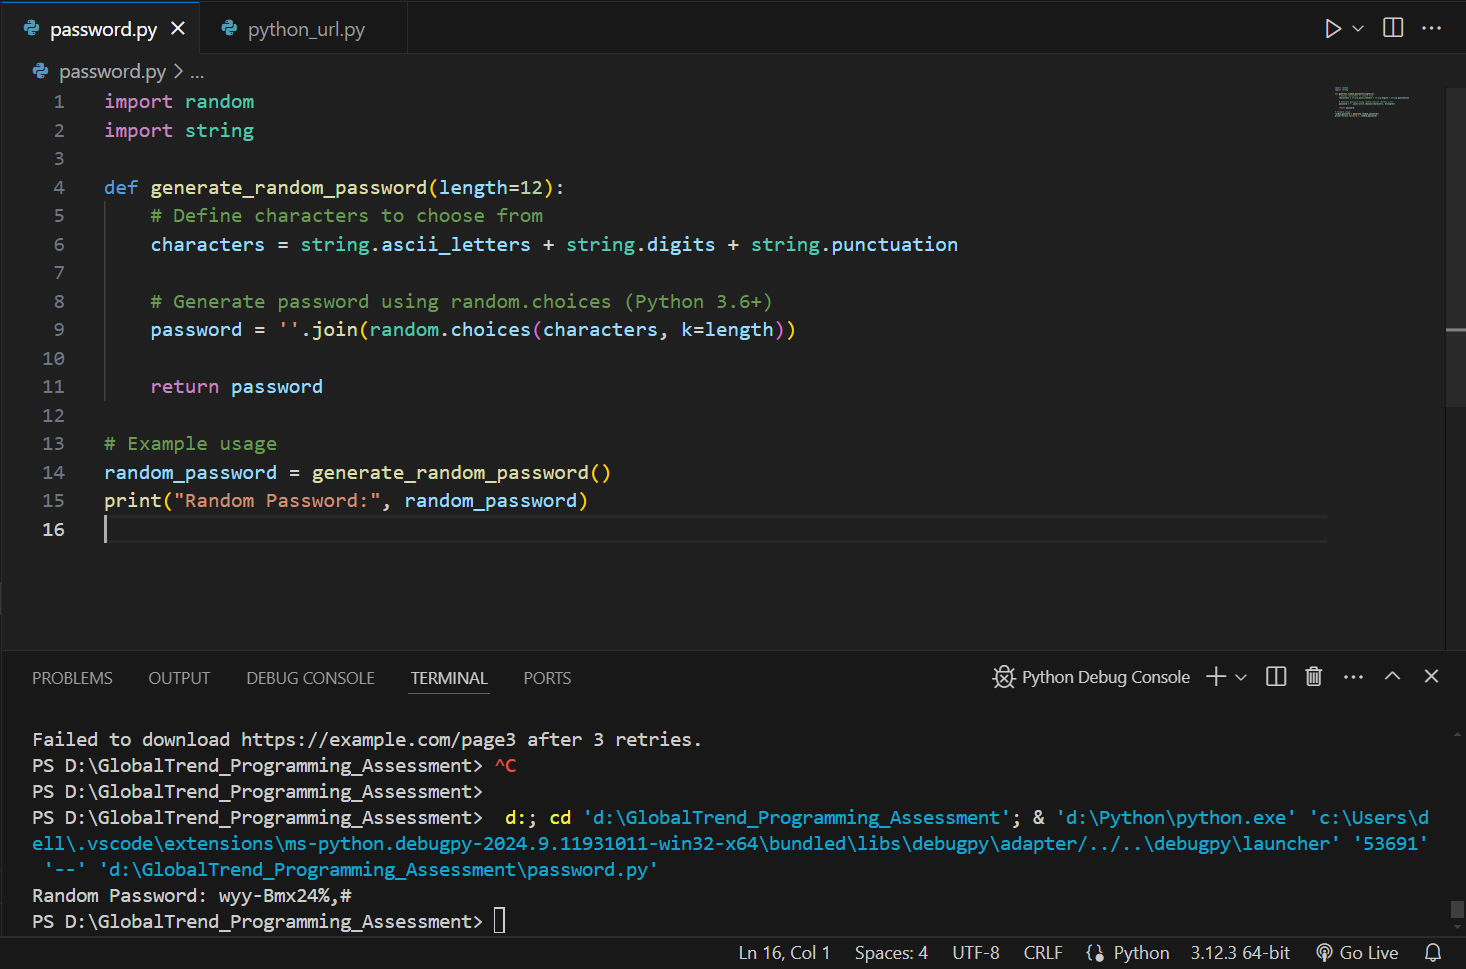 password.py
python_url.py
password.py > ...
1 import random
2 import string
3
4 def generate_random_password(length=12):
5 # Define characters to choose from
6 characters = string.ascii_letters + string.digits + string.punctuation
7
8 # Generate password using random.choices (Python 3.6+)
9 password = ''.join(random.choices(characters, k=length))
10
11 return password
12
13 # Example usage
14 random_password = generate_random_password()
15 print("Random Password:", random_password)
16
PROBLEMS OUTPUT DEBUG CONSOLE TERMINAL PORTS Python Debug Console
Failed to download https://example.com/page3 after 3 retries.
PS D:\GlobalTrend_Programming_Assessment> ^C
PS D:\GlobalTrend_Programming_Assessment>
PS D:\GlobalTrend_Programming_Assessment> d:; cd 'd:\GlobalTrend_Programming_Assessment'; & 'd:\Python\python.exe' 'c:\Users\d
ell\.vscode\extensions\ms-python.debugpy-2024.9.11931011-win32-x64\bundled\libs\debugpy\adapter/../..\debugpy\launcher' '53691'
'--' 'd:\GlobalTrend_Programming_Assessment\password.py'
Random Password: wyy-Bmx24%,#
PS D:\GlobalTrend_Programming_Assessment>
Ln 16, Col 1 Spaces: 4 UTF-8 CRLF Python 3.12.3 64-bit Go Live